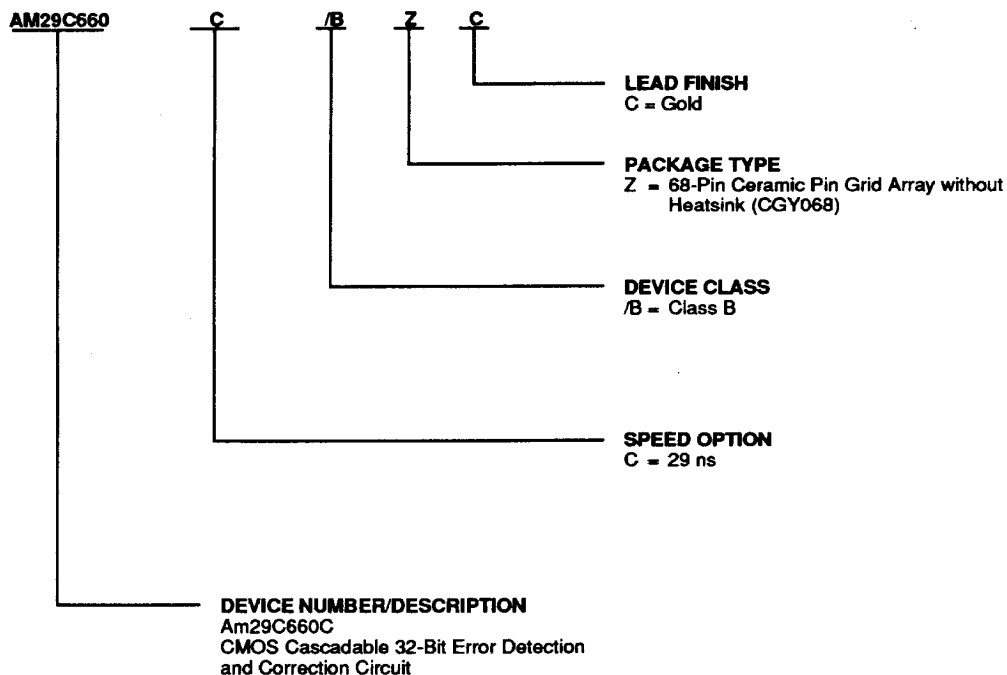 AM29C660 C /B Z C
LEAD FINISH
C = Gold
PACKAGE TYPE
Z = 68-Pin Ceramic Pin Grid Array without
Heatsink (CGY068)
DEVICE CLASS
/B = Class B
SPEED OPTION
C = 29 ns
DEVICE NUMBER/DESCRIPTION
Am29C660C
CMOS Cascadable 32-Bit Error Detection
and Correction Circuit